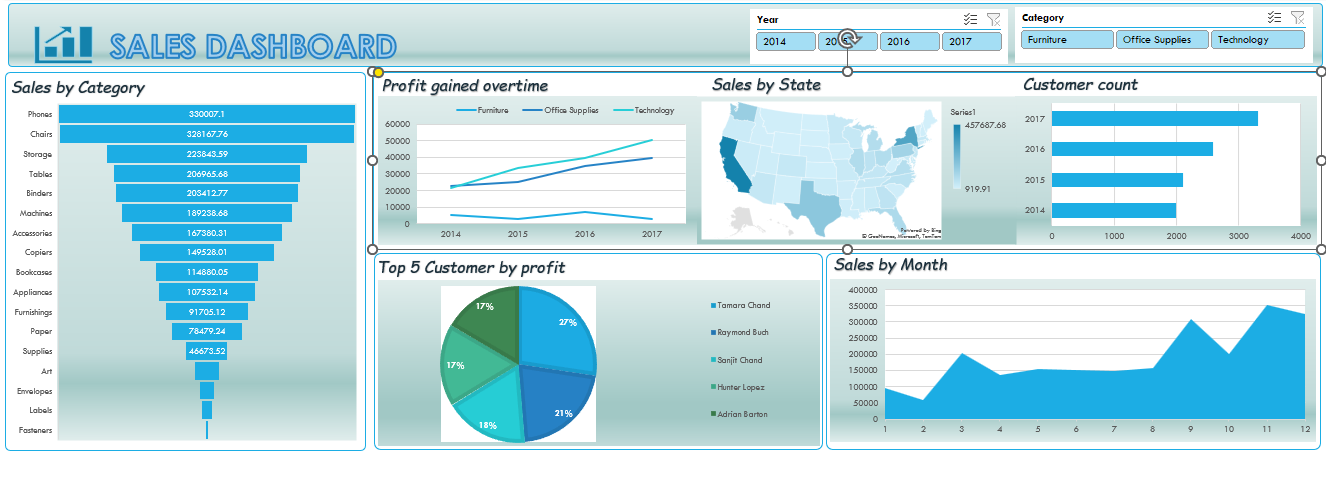 SALES DASHBOARD
Year
2014
2016
2017
Category
Furniture
Office Supplies
Technology
Sales by Category
Phones 330007.1
Chairs 328167.76
Storage 223843.59
Tables 206965.68
Binders 203412.77
Machines 189238.68
Accessories 167380.31
Copiers 149528.01
Bookcases 114880.05
Appliances 107532.14
Furnishings 91705.12
Paper 78479.24
Supplies 46673.52
Art
Envelopes
Labels
Fasteners
Profit gained overtime
Furniture Office Supplies Technology
60000
50000
40000
30000
20000
10000
0
2014 2015 2016 2017
Sales by State
Series1
457687.68
919.91
Powered by Bing
© GeoNames, Microsoft, TomTom
Customer count
2017
2016
2015
2014
0 1000 2000 3000 4000
Top 5 Customer by profit
17%
27%
17%
21%
18%
Tamara Chand
Raymond Buch
Sanjit Chand
Hunter Lopez
Adrian Barton
Sales by Month
400000
350000
300000
250000
200000
150000
100000
50000
0
1 2 3 4 5 6 7 8 9 10 11 12